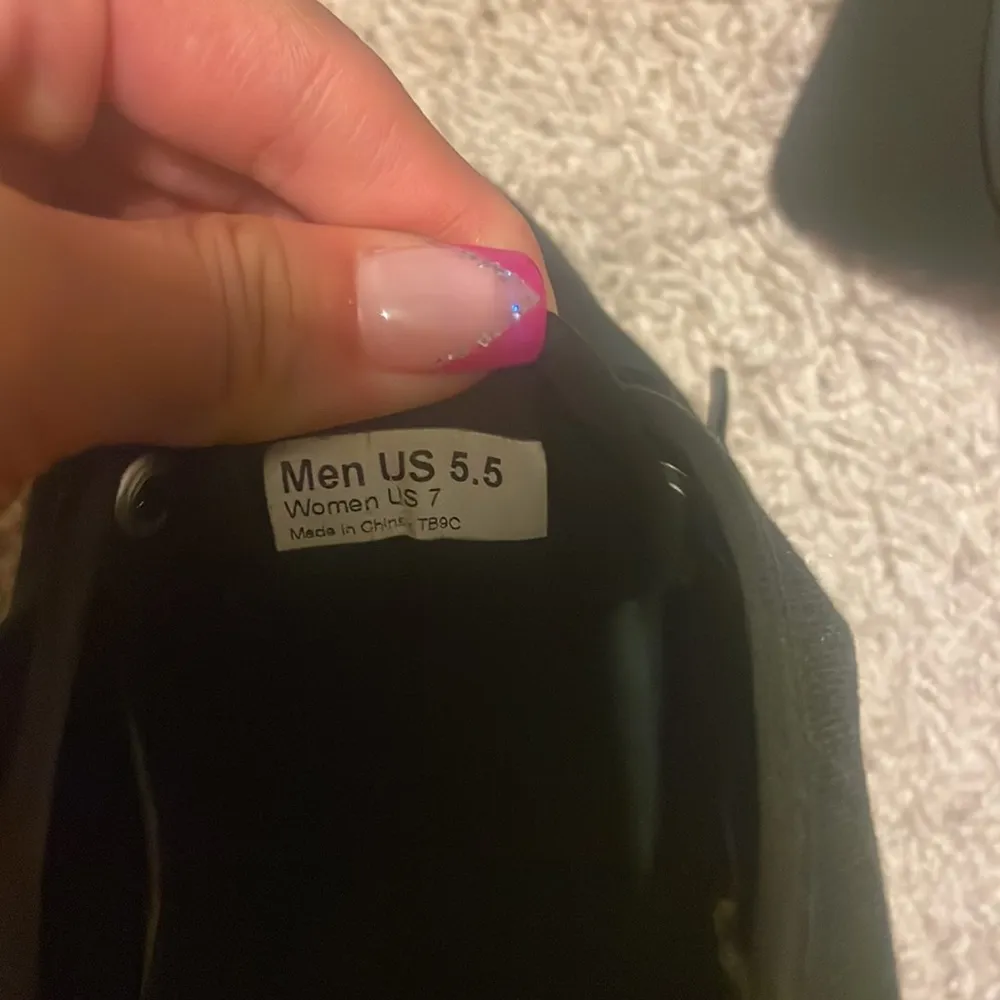 Men US 5.5
Women US 7
Made in China, TB9C